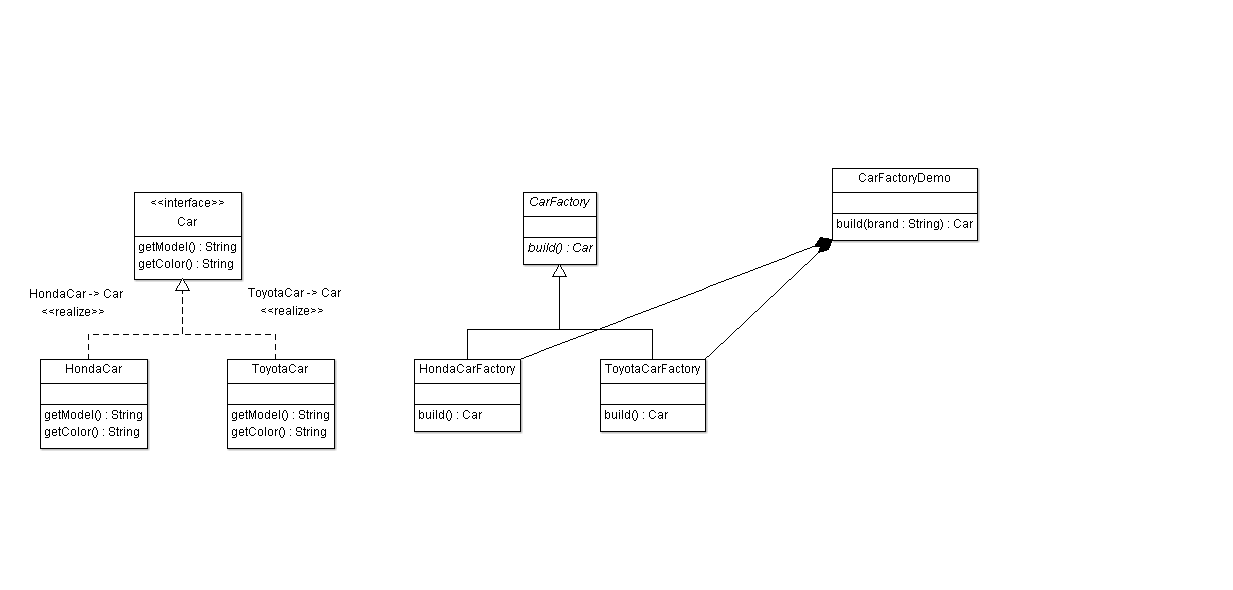 <<interface>>
Car
getModel() : String
getColor() : String
HondaCar -> Car
<<realize>>
ToyotaCar -> Car
<<realize>>
HondaCar
getModel() : String
getColor() : String
ToyotaCar
getModel() : String
getColor() : String
CarFactory
build() : Car
HondaCarFactory
build() : Car
ToyotaCarFactory
build() : Car
CarFactoryDemo
build(brand : String) : Car